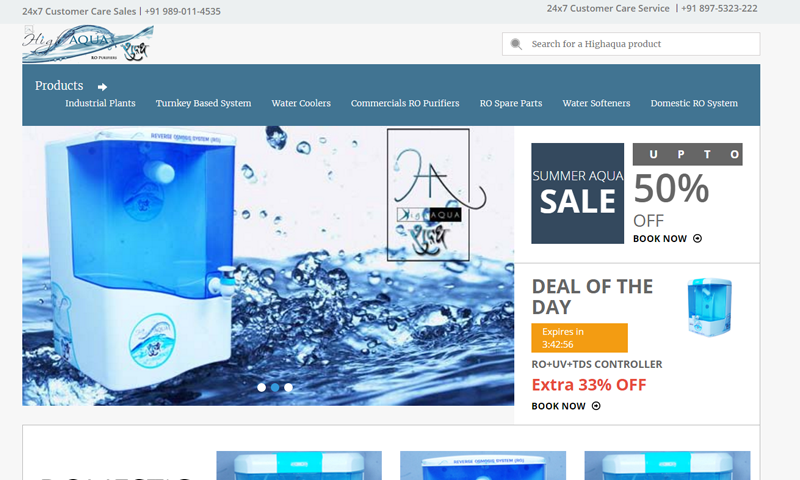 24x7 Customer Care Sales | +91 989-011-4535
24x7 Customer Care Service | +91 897-5323-222
High AQUA
RO PURIFIERS
शुद्ध
Search for a Highaqua product
Products
Industrial Plants
Turnkey Based System
Water Coolers
Commercials RO Purifiers
RO Spare Parts
Water Softeners
Domestic RO System
REVERSE OSMOSIS SYSTEM (RO)
HA
High AQUA
शुद्ध
SUMMER AQUA
SALE
UPTO
50%
OFF
BOOK NOW
DEAL OF THE
DAY
Expires in
3:42:56
RO+UV+TDS CONTROLLER
Extra 33% OFF
BOOK NOW
DOMESTIC
REVERSE OSMOSIS SYSTEM (RO)